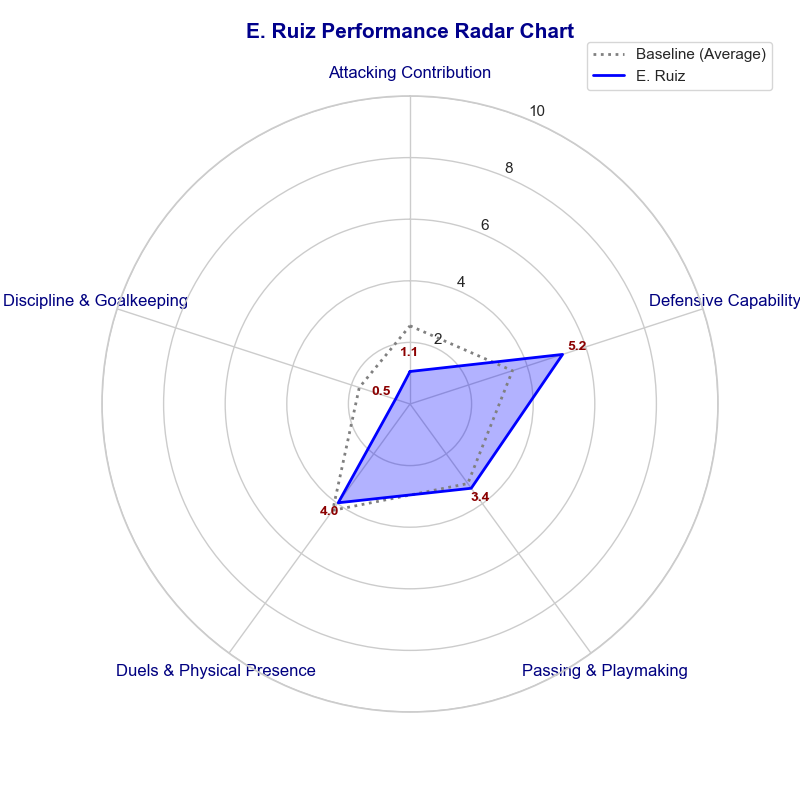 E. Ruiz Performance Radar Chart
Baseline (Average)
E. Ruiz
Attacking Contribution
10
8
6
4
2
1.1
Discipline & Goalkeeping
Defensive Capability
5.2
0.5
3.4
4.0
Duels & Physical Presence
Passing & Playmaking